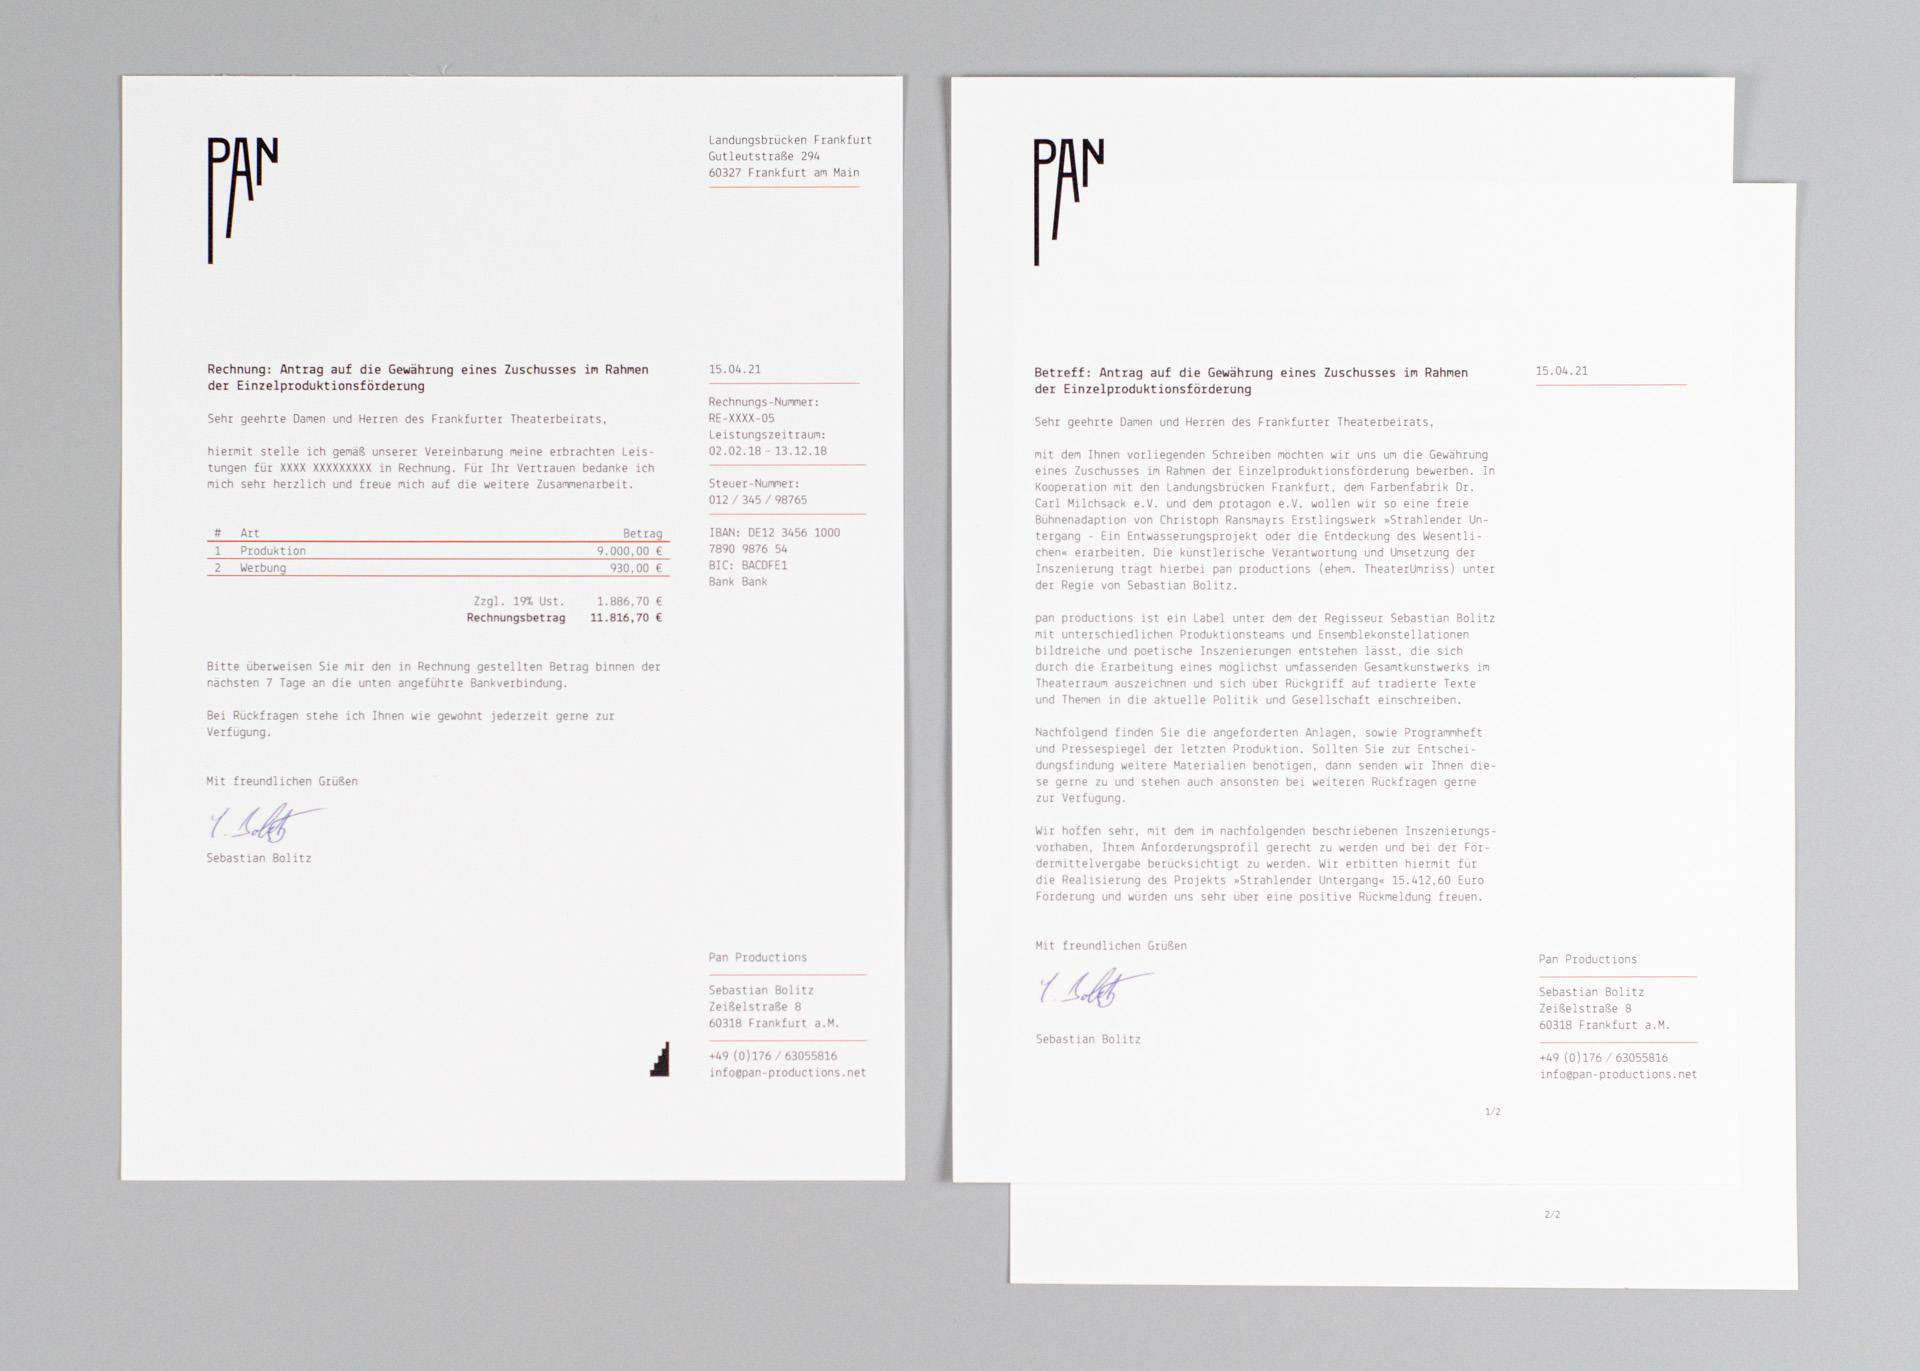 PAN
Landungsbrücken Frankfurt
Gutleutstraße 294
60327 Frankfurt am Main
Rechnung: Antrag auf die Gewährung eines Zuschusses im Rahmen
der Einzelproduktionsförderung
Sehr geehrte Damen und Herren des Frankfurter Theaterbeirats,
hiermit stelle ich gemäß unserer Vereinbarung meine erbrachten Leis-
tungen für XXXX XXXXXXXXX in Rechnung. Für Ihr Vertrauen bedanke ich
mich sehr herzlich und freue mich auf die weitere Zusammenarbeit.
# Art Betrag
1 Produktion 9.000,00 €
2 Werbung 930,00 €
Zzgl. 19% Ust. 1.886,70 €
Rechnungsbetrag 11.816,70 €
Bitte überweisen Sie mir den in Rechnung gestellten Betrag binnen der
nächsten 7 Tage an die unten angeführte Bankverbindung.
Bei Rückfragen stehe ich Ihnen wie gewohnt jederzeit gerne zur
Verfügung.
Mit freundlichen Grüßen
Sebastian Bolitz
15.04.21
Rechnungs-Nummer:
RE-XXXX-05
Leistungszeitraum:
02.02.18 - 13.12.18
Steuer-Nummer:
012 / 345 / 98765
IBAN: DE12 3456 1000
7890 9876 54
BIC: BACDFE1
Bank Bank
Pan Productions
Sebastian Bolitz
Zeißelstraße 8
60318 Frankfurt a.M.
+49 (0)176 / 63055816
info@pan-productions.net
PAN
Betreff: Antrag auf die Gewährung eines Zuschusses im Rahmen
der Einzelproduktionsförderung
15.04.21
Sehr geehrte Damen und Herren des Frankfurter Theaterbeirats,
mit dem Ihnen vorliegenden Schreiben möchten wir uns um die Gewährung
eines Zuschusses im Rahmen der Einzelproduktionsförderung bewerben. In
Kooperation mit den Landungsbrücken Frankfurt, dem Farbenfabrik Dr.
Carl Milchsack e.V. und dem protagon e.V. wollen wir so eine freie
Bühnenadaption von Christoph Ransmayrs Erstlingswerk »Strahlender Un-
tergang - Ein Entwässerungsprojekt oder die Entdeckung des Wesentli-
chen« erarbeiten. Die künstlerische Verantwortung und Umsetzung der
Inszenierung trägt hierbei pan productions (ehem. TheaterUmriss) unter
der Regie von Sebastian Bolitz.
pan productions ist ein Label unter dem der Regisseur Sebastian Bolitz
mit unterschiedlichen Produktionsteams und Ensemblekonstellationen
bildreiche und poetische Inszenierungen entstehen lässt, die sich
durch die Erarbeitung eines möglichst umfassenden Gesamtkunstwerks im
Theaterraum auszeichnen und sich über Rückgriff auf tradierte Texte
und Themen in die aktuelle Politik und Gesellschaft einschreiben.
Nachfolgend finden Sie die angeforderten Anlagen, sowie Programmheft
und Pressespiegel der letzten Produktion. Sollten Sie zur Entschei-
dungsfindung weitere Materialien benötigen, dann senden wir Ihnen die-
se gerne zu und stehen auch ansonsten bei weiteren Rückfragen gerne
zur Verfügung.
Wir hoffen sehr, mit dem im nachfolgenden beschriebenen Inszenierungs-
vorhaben, Ihrem Anforderungsprofil gerecht zu werden und bei der För-
dermittelvergabe berücksichtigt zu werden. Wir erbitten hiermit für
die Realisierung des Projekts »Strahlender Untergang« 15.412,60 Euro
Förderung und würden uns sehr über eine positive Rückmeldung freuen.
Mit freundlichen Grüßen
Sebastian Bolitz
Pan Productions
Sebastian Bolitz
Zeißelstraße 8
60318 Frankfurt a.M.
+49 (0)176 / 63055816
info@pan-productions.net
1/2
2/2